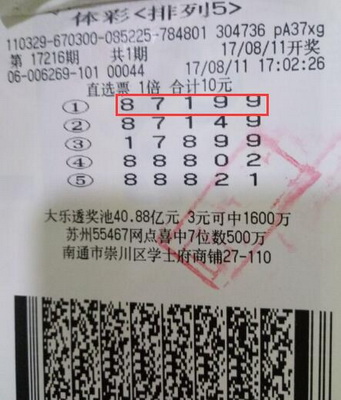 体彩<排列5>
110329-670300-095225-784801 304736 pA37xg
第 17216期 共1期 17/08/11开奖
06-006269-101 00044 17/08/11 17:02:26
直选票 1倍 合计10元
① 8 7 1 9 9
② 8 7 1 4 9
③ 1 7 8 9 9
④ 8 8 8 0 2
⑤ 8 8 8 2 1
大乐透奖池40.88亿元 3元可中1600万
苏州55467网点喜中7位数500万
南通市崇川区学士府商铺27-110